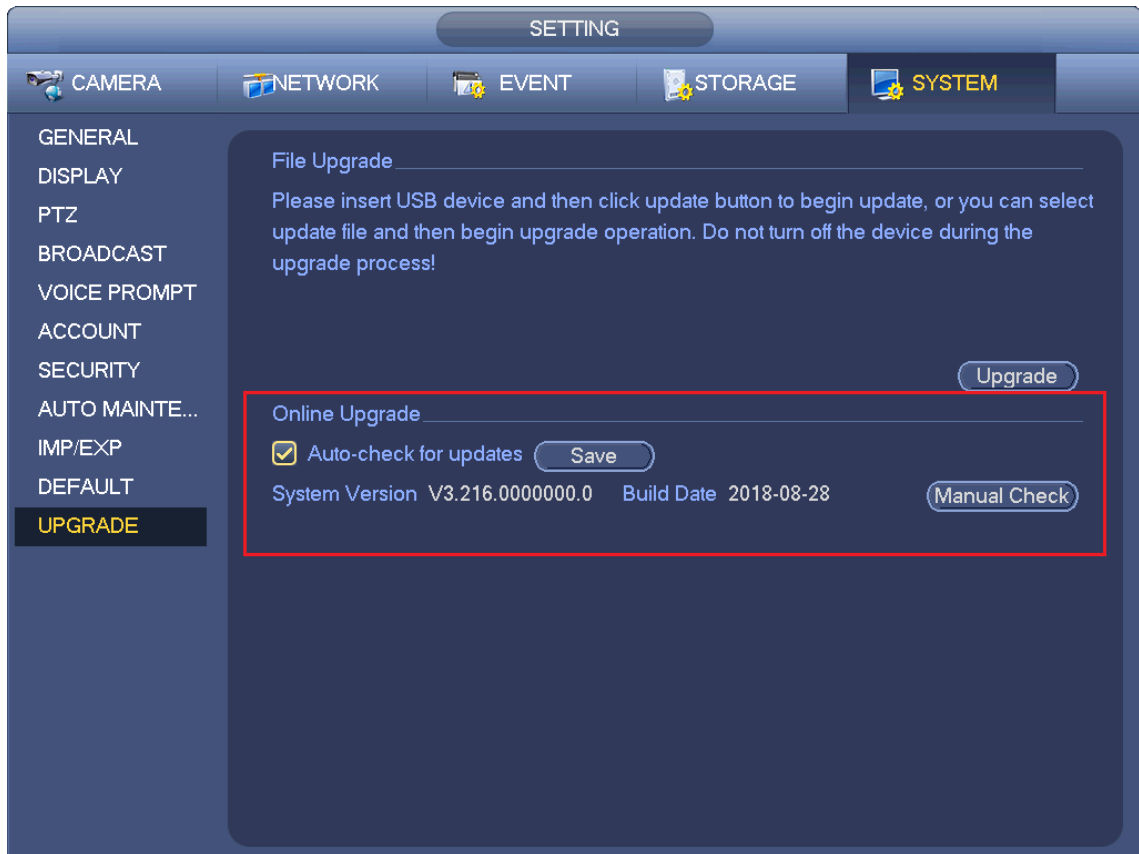 SETTING
CAMERA
NETWORK
EVENT
STORAGE
SYSTEM
GENERAL
DISPLAY
PTZ
BROADCAST
VOICE PROMPT
ACCOUNT
SECURITY
AUTO MAINTE...
IMP/EXP
DEFAULT
UPGRADE
File Upgrade
Please insert USB device and then click update button to begin update, or you can select
update file and then begin upgrade operation. Do not turn off the device during the
upgrade process!
Upgrade
Online Upgrade
Auto-check for updates Save
System Version V3.216.0000000.0 Build Date 2018-08-28 Manual Check